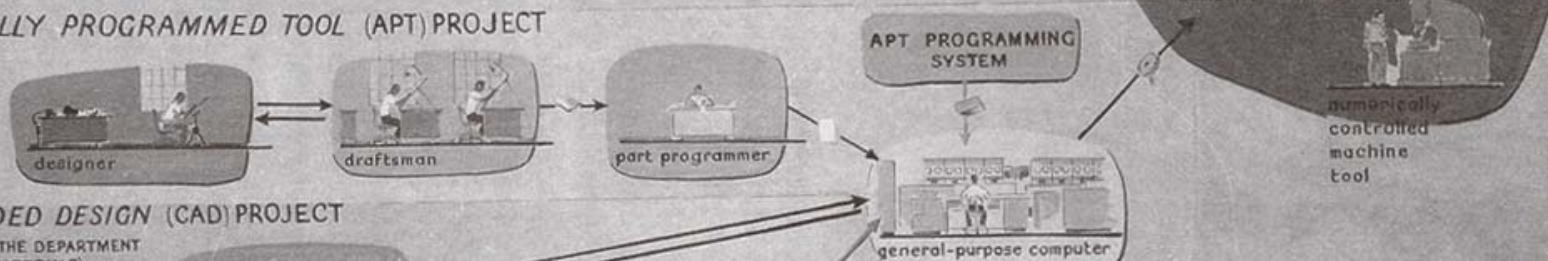 LLY PROGRAMMED TOOL (APT) PROJECT
APT PROGRAMMING
SYSTEM
designer
draftsman
part programmer
general-purpose computer
numerically
controlled
machine
tool
DED DESIGN (CAD) PROJECT
THE DEPARTMENT